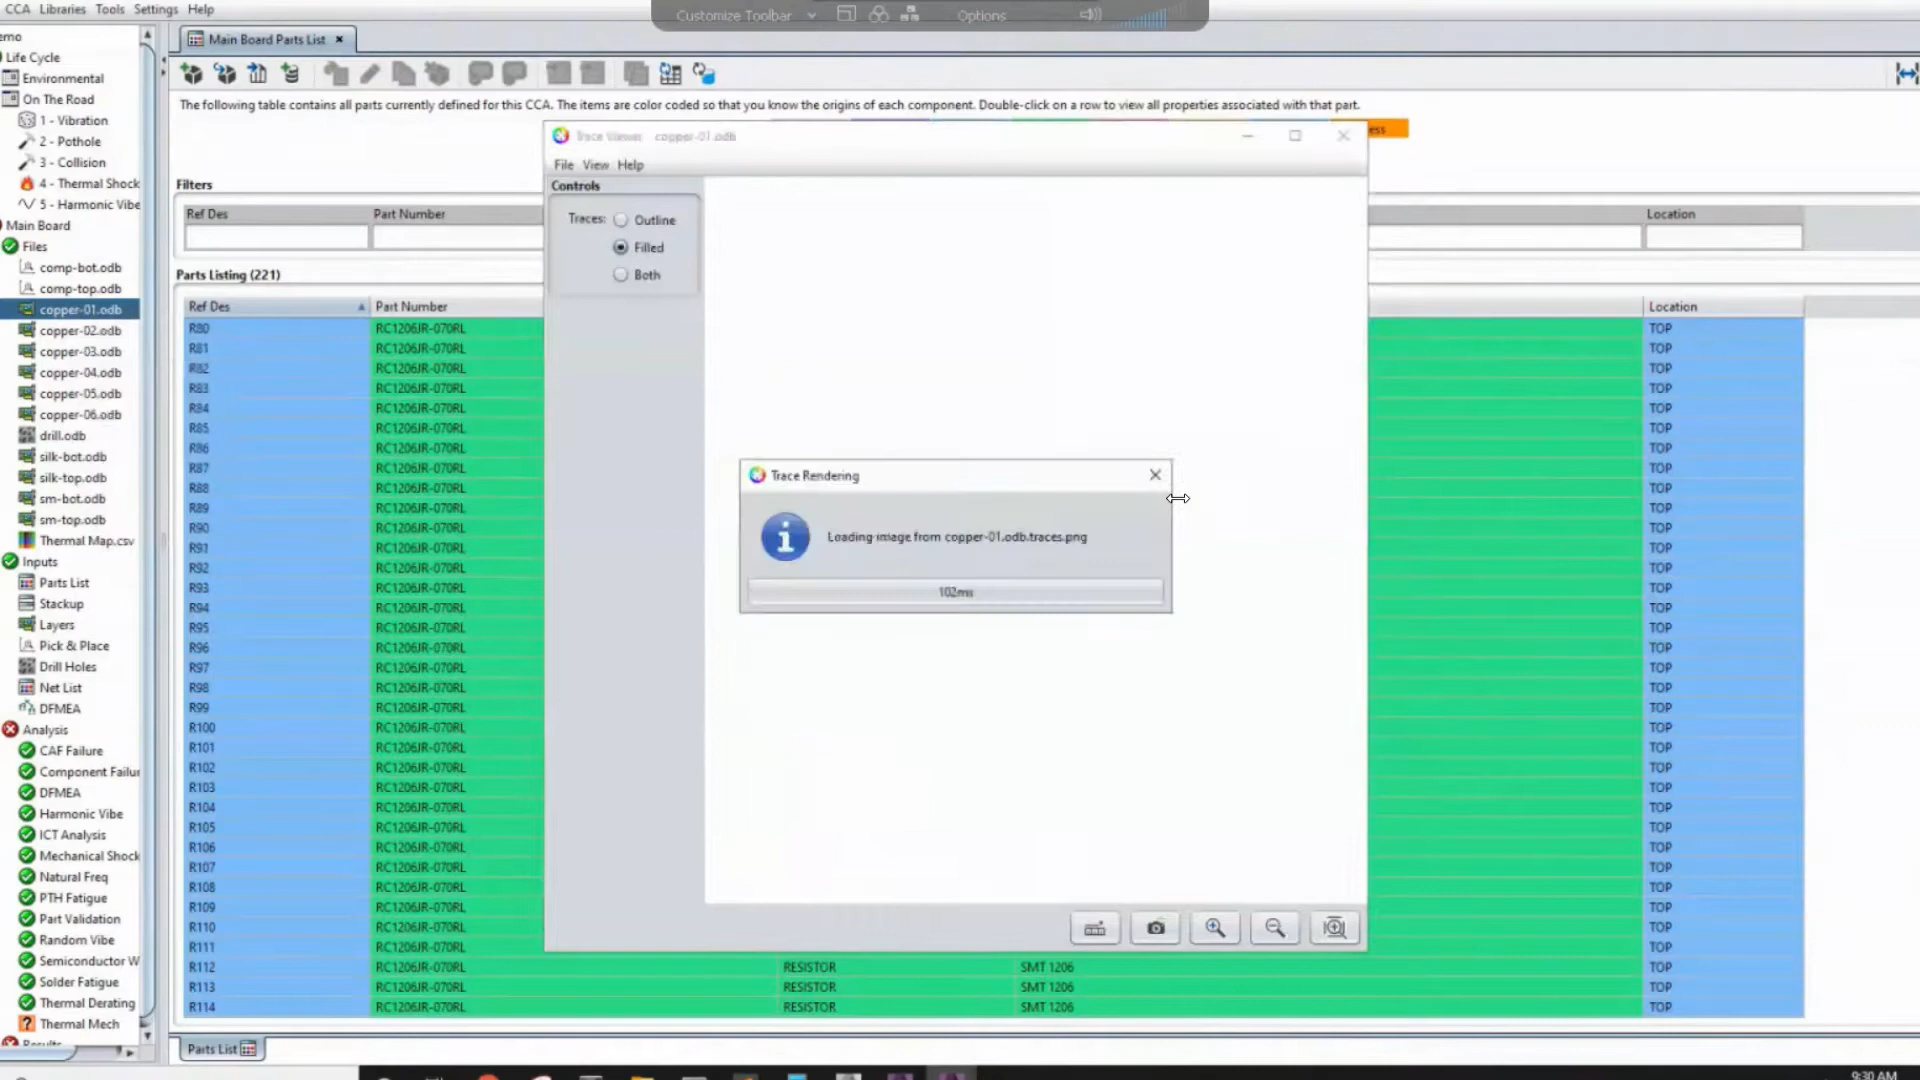 CCA Libraries Tools Settings Help
Customize Toolbar
Options
Main Board Parts List
The following table contains all parts currently defined for this CCA. The items are color coded so that you know the origins of each component. Double-click on a row to view all properties associated with that part.
emo
Life Cycle
Environmental
On The Road
1 - Vibration
2 - Pothole
3 - Collision
4 - Thermal Shock
5 - Harmonic Vibe
Main Board
Files
comp-bot.odb
comp-top.odb
copper-01.odb
copper-02.odb
copper-03.odb
copper-04.odb
copper-05.odb
copper-06.odb
drill.odb
silk-bot.odb
silk-top.odb
sm-bot.odb
sm-top.odb
Thermal Map.csv
Inputs
Parts List
Stackup
Layers
Pick & Place
Drill Holes
Net List
DFMEA
Analysis
CAF Failure
Component Failur
DFMEA
Harmonic Vibe
ICT Analysis
Mechanical Shock
Natural Freq
PTH Fatigue
Part Validation
Random Vibe
Semiconductor W
Solder Fatigue
Thermal Derating
Thermal Mech
Results
ess
Filters
Ref Des Part Number Location
Parts Listing (221)
Ref Des Part Number Location
R80 RC1206JR-070RL TOP
R81 RC1206JR-070RL TOP
R82 RC1206JR-070RL TOP
R83 RC1206JR-070RL TOP
R84 RC1206JR-070RL TOP
R85 RC1206JR-070RL TOP
R86 RC1206JR-070RL TOP
R87 RC1206JR-070RL TOP
R88 RC1206JR-070RL TOP
R89 RC1206JR-070RL TOP
R90 RC1206JR-070RL TOP
R91 RC1206JR-070RL TOP
R92 RC1206JR-070RL TOP
R93 RC1206JR-070RL TOP
R94 RC1206JR-070RL TOP
R95 RC1206JR-070RL TOP
R96 RC1206JR-070RL TOP
R97 RC1206JR-070RL TOP
R98 RC1206JR-070RL TOP
R99 RC1206JR-070RL TOP
R100 RC1206JR-070RL TOP
R101 RC1206JR-070RL TOP
R102 RC1206JR-070RL TOP
R103 RC1206JR-070RL TOP
R104 RC1206JR-070RL TOP
R105 RC1206JR-070RL TOP
R106 RC1206JR-070RL TOP
R107 RC1206JR-070RL TOP
R108 RC1206JR-070RL TOP
R109 RC1206JR-070RL TOP
R110 RC1206JR-070RL TOP
R111 RC1206JR-070RL TOP
R112 RC1206JR-070RL RESISTOR SMT 1206 TOP
R113 RC1206JR-070RL RESISTOR SMT 1206 TOP
R114 RC1206JR-070RL RESISTOR SMT 1206 TOP
Trace Viewer copper-01.odb
File View Help
Controls
Traces: Outline
Filled
Both
Trace Rendering
Loading image from copper-01.odb.traces.png
102ms
Parts List
9:30 AM